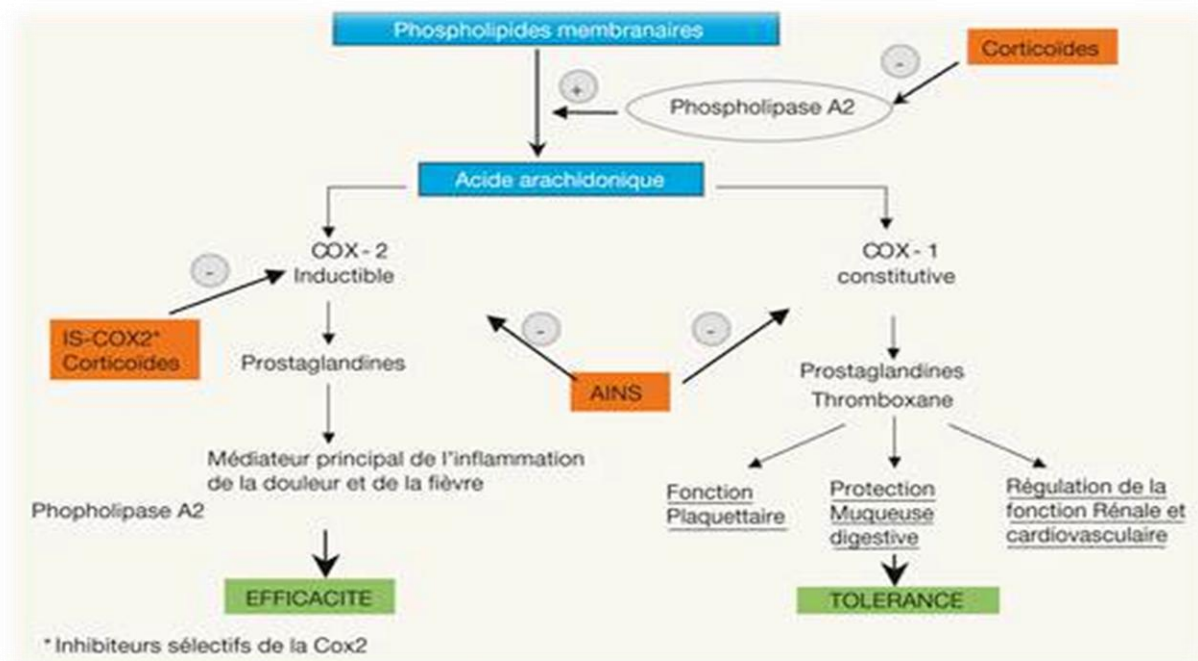 Phospholipides membranaires
Corticoïdes
-
+
Phospholipase A2
Acide arachidonique
COX - 2
Inductible
COX - 1
constitutive
-
IS-COX2*
Corticoïdes
-
-
Prostaglandines
AINS
Prostaglandines
Thromboxane
Médiateur principal de l'inflammation
de la douleur et de la fièvre
Phopholipase A2
Fonction
Plaquettaire
Protection
Muqueuse
digestive
Régulation de la
fonction Rénale et
cardiovasculaire
EFFICACITE
TOLERANCE
* Inhibiteurs sélectifs de la Cox2